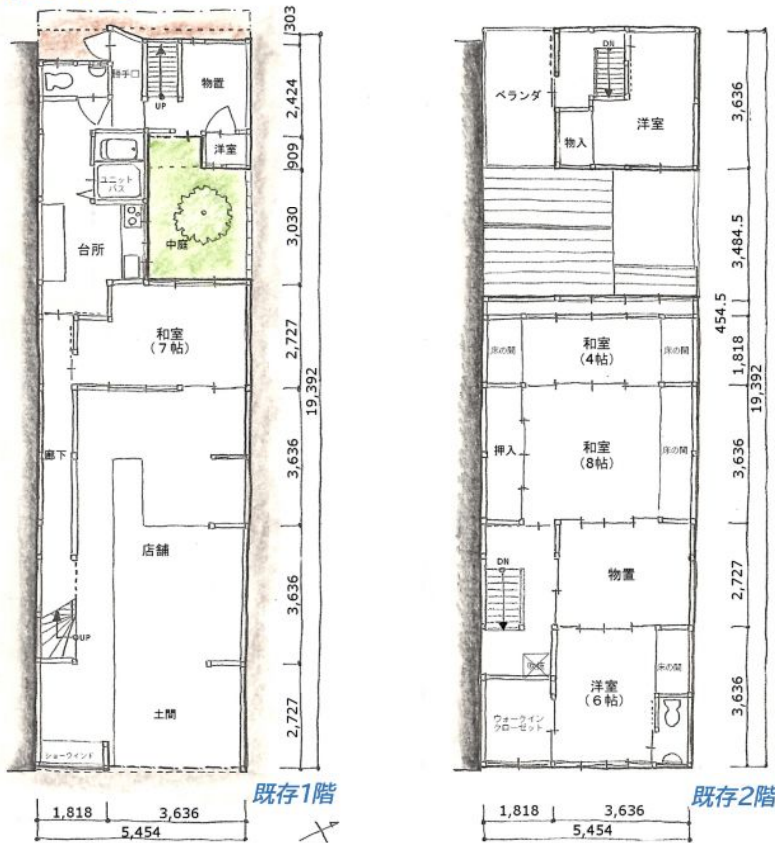 勝手口
UP
物置
洋室
ユニット
バス
台所
中庭
和室
(7帖)
廊下
店舗
UP
土間
ショーウインド
303
2,424
909
3,030
2,727
3,636
3,636
2,727
19,392
1,818
3,636
5,454
既存1階
ベランダ
DN
物入
洋室
床の間
和室
(4帖)
床の間
押入
和室
(8帖)
床の間
DN
物置
洋室
(6帖)
床の間
ウォークイン
クローゼット
3,636
3,484.5
454.5
1,818
3,636
2,727
3,636
19,392
1,818
3,636
5,454
既存2階